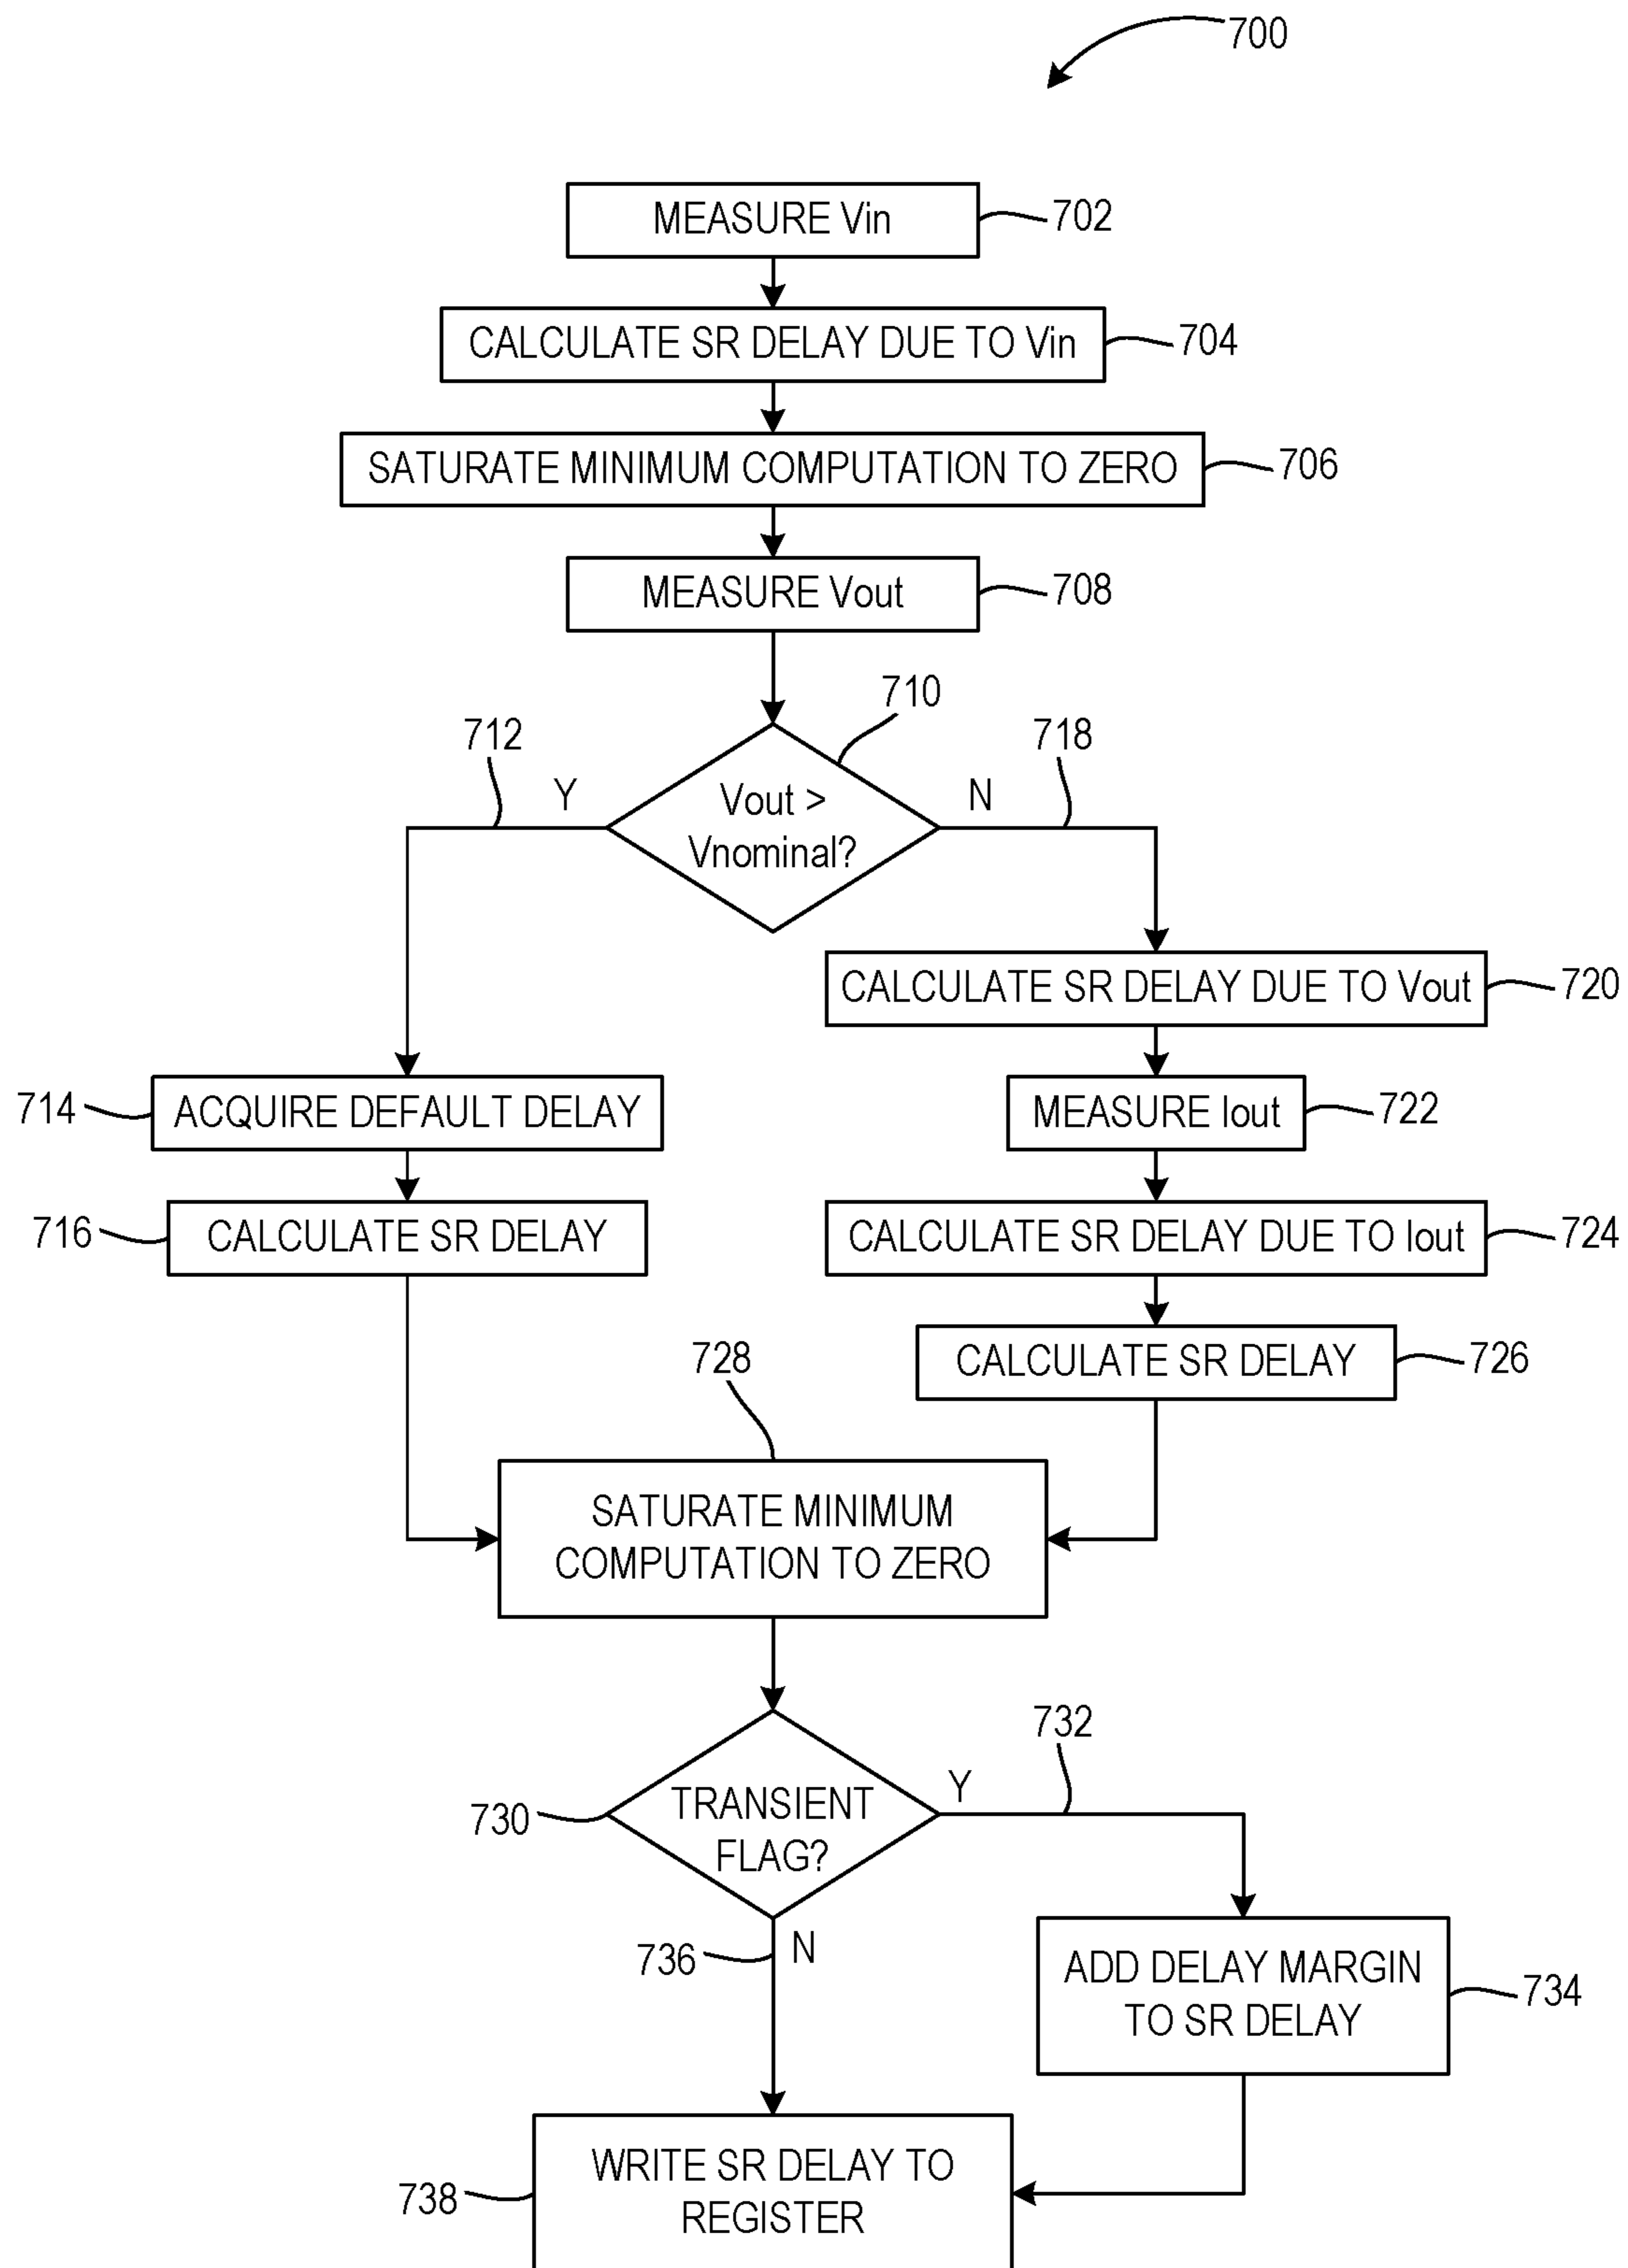 700
MEASURE Vin
702
CALCULATE SR DELAY DUE TO Vin
704
SATURATE MINIMUM COMPUTATION TO ZERO
706
MEASURE Vout
708
710
712
718
Y
N
Vout >
Vnominal?
CALCULATE SR DELAY DUE TO Vout
720
714
ACQUIRE DEFAULT DELAY
MEASURE Iout
722
716
CALCULATE SR DELAY
CALCULATE SR DELAY DUE TO Iout
724
CALCULATE SR DELAY
726
728
SATURATE MINIMUM
COMPUTATION TO ZERO
732
Y
730
TRANSIENT
FLAG?
736
N
ADD DELAY MARGIN
TO SR DELAY
734
738
WRITE SR DELAY TO
REGISTER